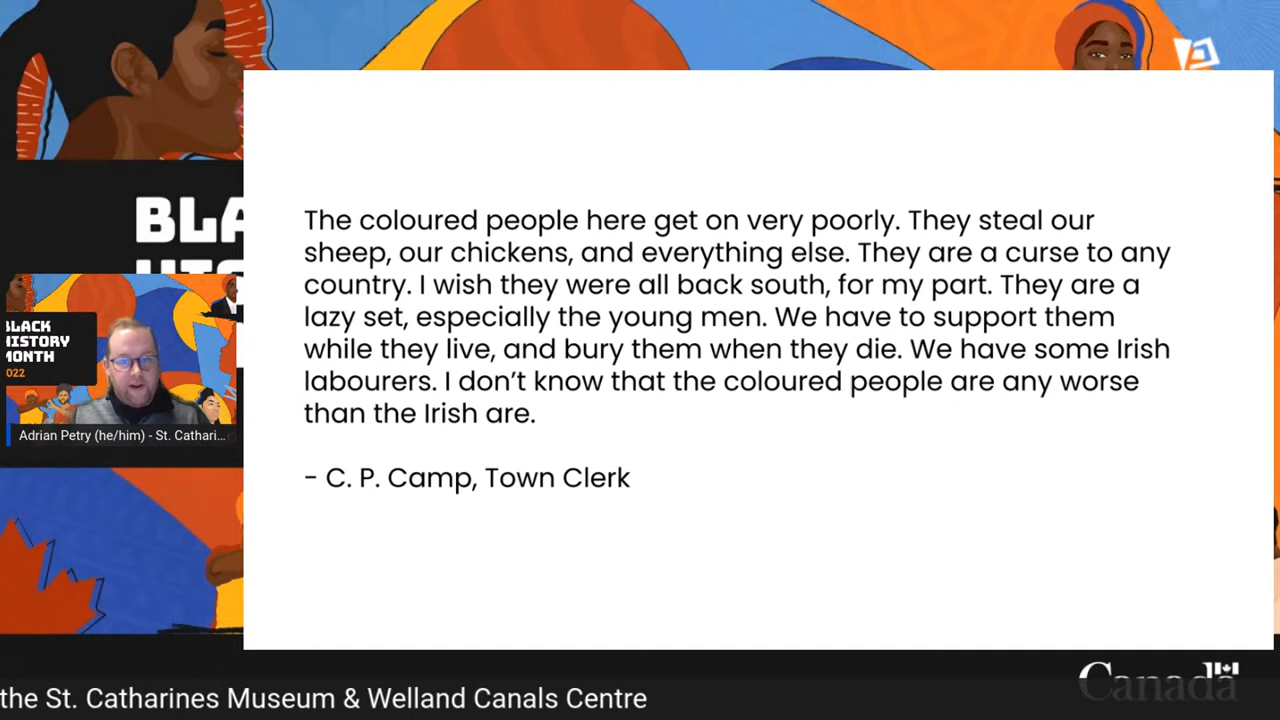 BLA
The coloured people here get on very poorly. They steal our
sheep, our chickens, and everything else. They are a curse to any
country. I wish they were all back south, for my part. They are a
lazy set, especially the young men. We have to support them
while they live, and bury them when they die. We have some Irish
labourers. I don’t know that the coloured people are any worse
than the Irish are.
- C. P. Camp, Town Clerk
BLACK
HISTORY
MONTH
2022
Adrian Petry (he/him) - St. Cathari...
the St. Catharines Museum & Welland Canals Centre
Canada